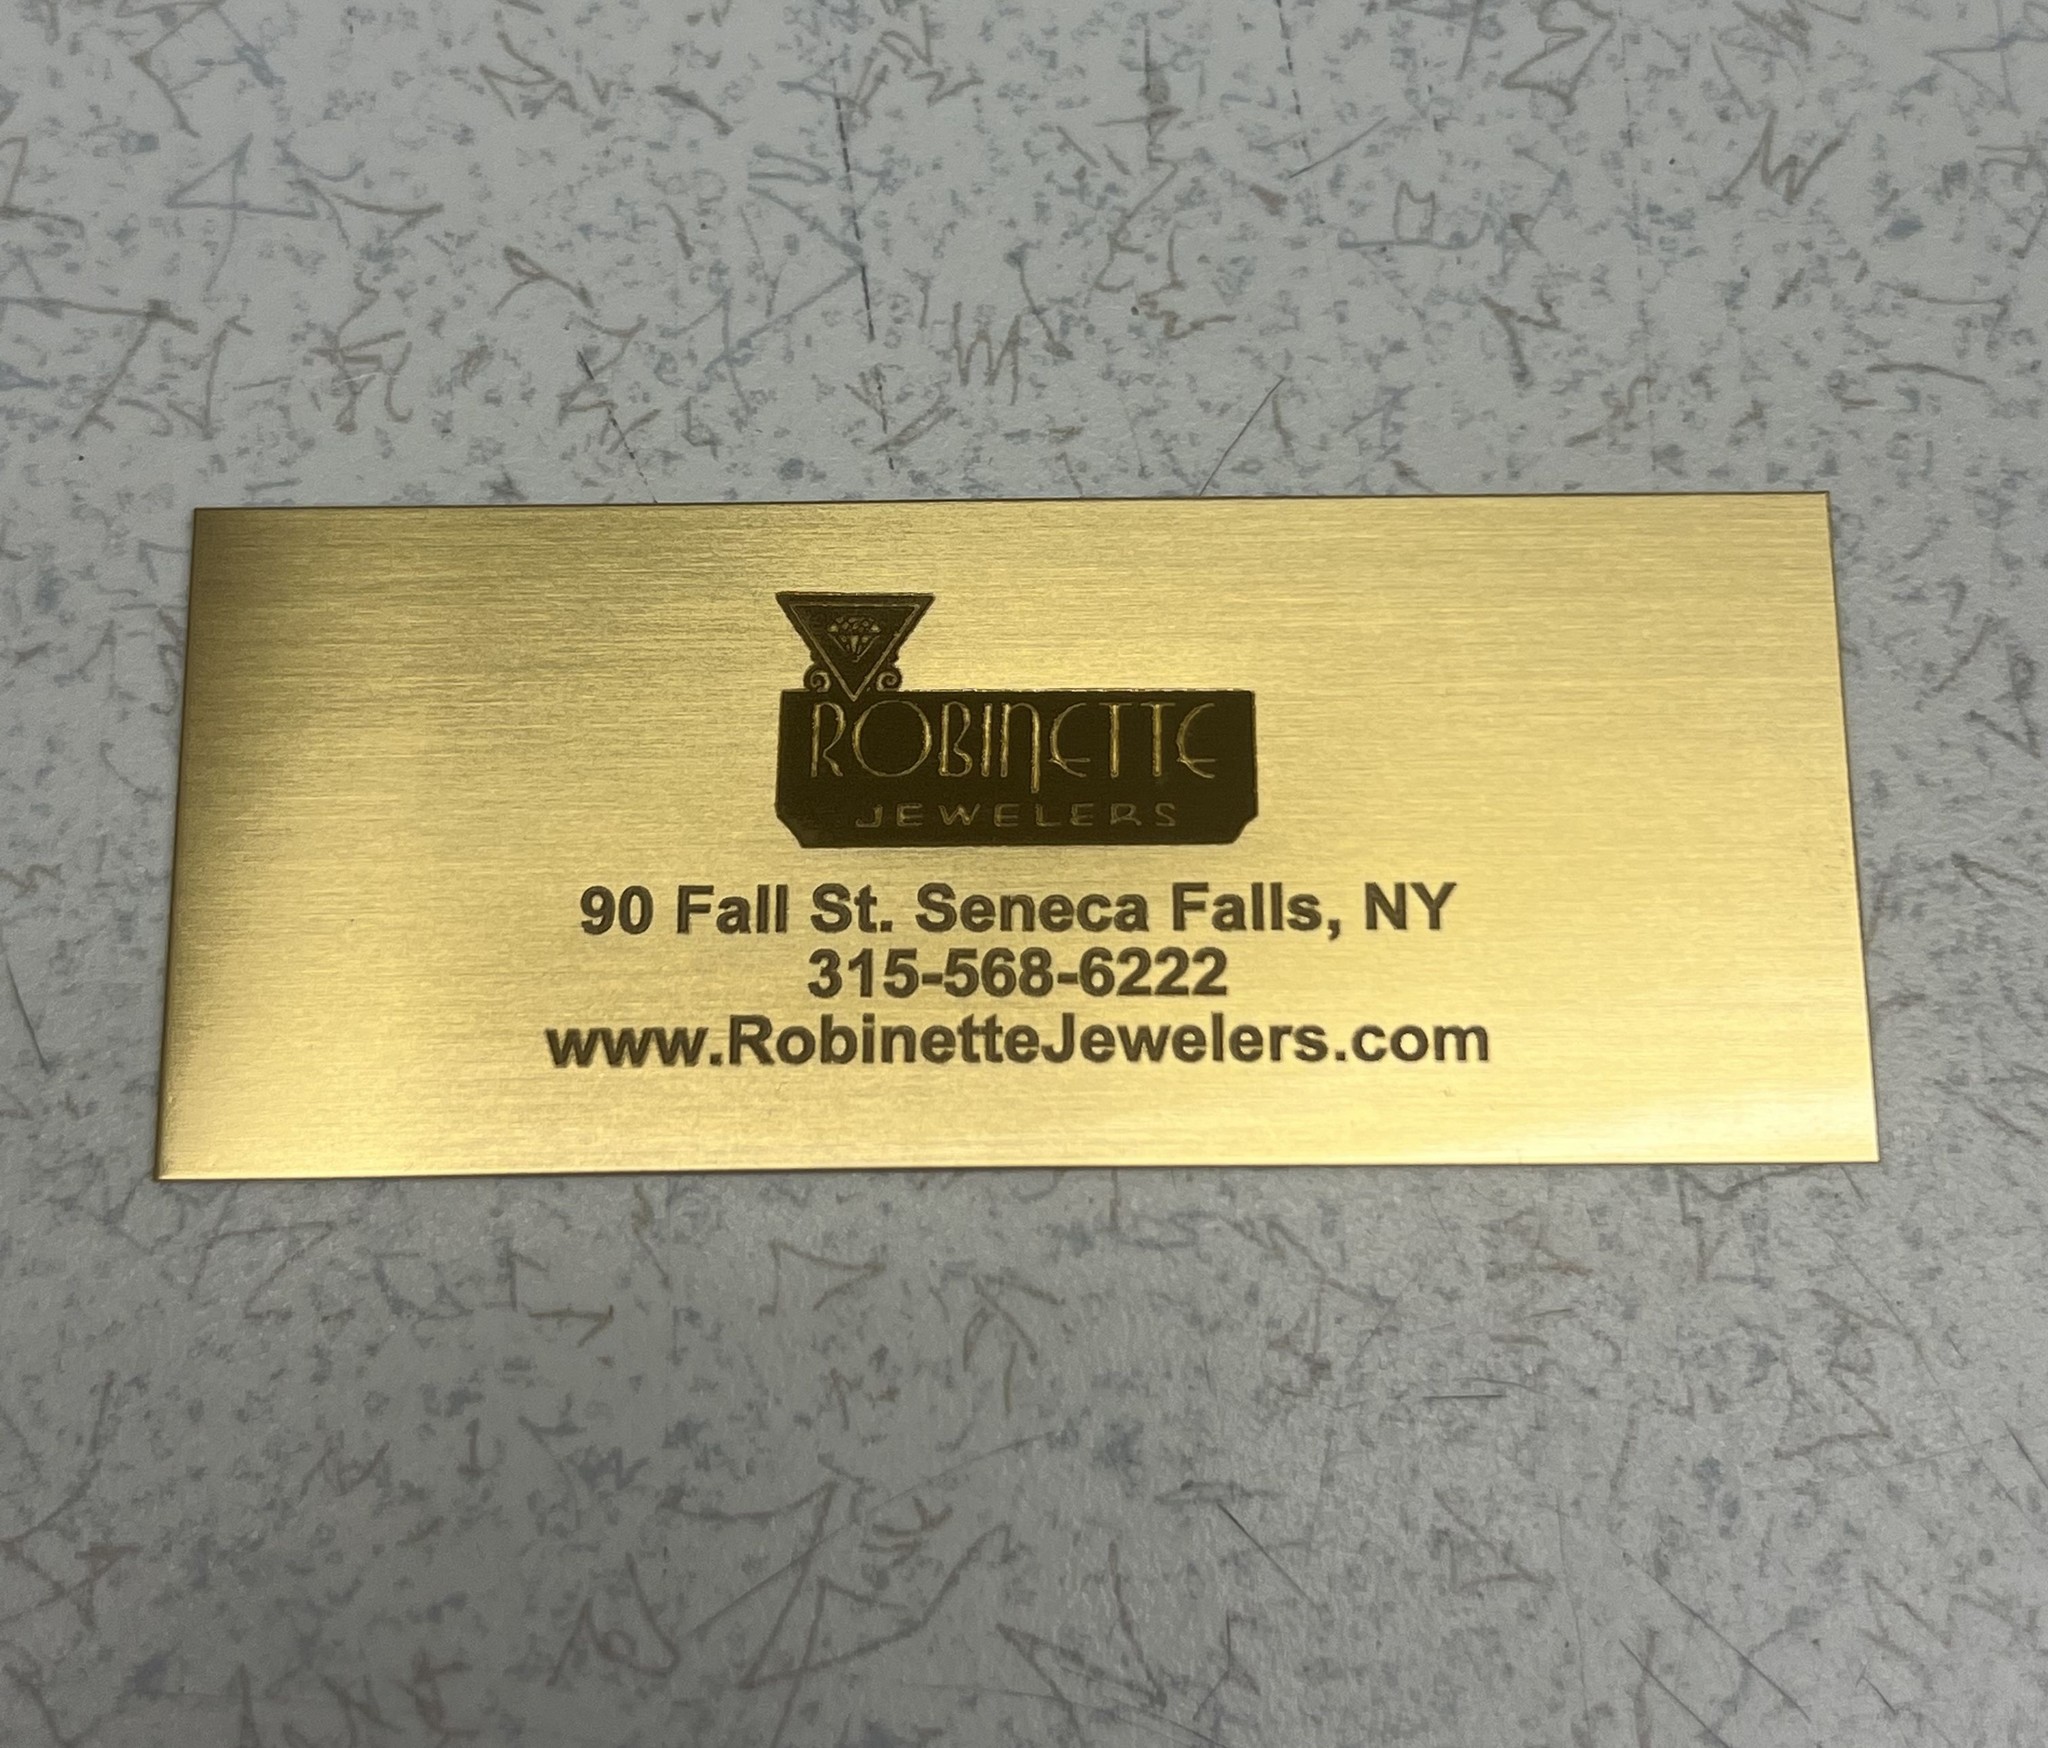 ROBINETTE
JEWELERS
90 Fall St. Seneca Falls, NY
315-568-6222
www.RobinetteJewelers.com